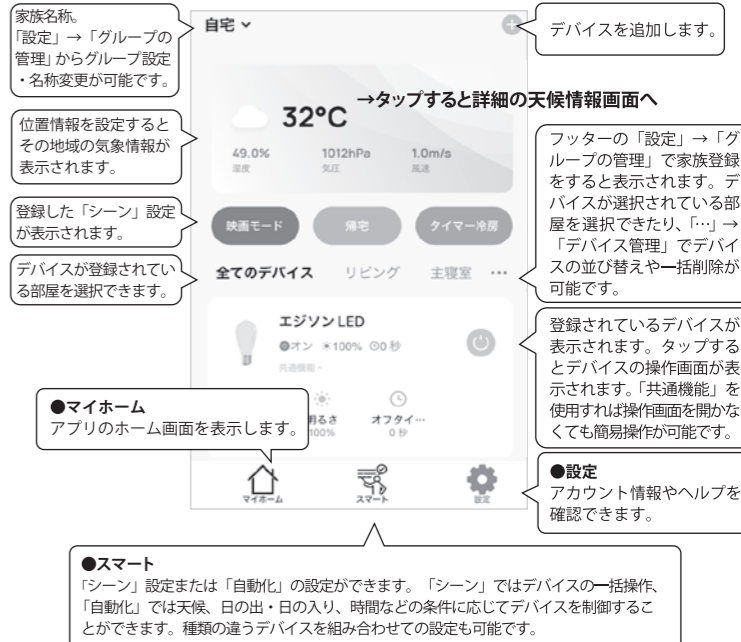 家族名称。
「設定」→「グループの
管理」からグループ設定
・名称変更が可能です。
位置情報を設定すると
その地域の気象情報が
表示されます。
登録した「シーン」設定
が表示されます。
デバイスが登録されてい
る部屋を選択できます。
自宅
デバイスを追加します。
32°C
→タップすると詳細の天候情報画面へ
49.0%
1012hPa
1.0m/s
湿度
気圧
風速
映画モード
帰宅
タイマー冷房
全てのデバイス
リビング
主寝室
•••
エジソンLED
オン ☀100% 0秒
共通機能
明るさ
オフタイ…
100%
0秒
フッターの「設定」→「グ
ループの管理」で家族登録
をすると表示されます。デ
バイスが選択されている部
屋を選択できたり、「…」→
「デバイス管理」でデバイ
スの並び替えや一括削除が
可能です。
登録されているデバイスが
表示されます。タップする
とデバイスの操作画面が表
示されます。「共通機能」を
使用すれば操作画面を開かな
くても簡易操作が可能です。
●マイホーム
アプリのホーム画面を表示します。
マイホーム
スマート
設定
●設定
アカウント情報やヘルプを
確認できます。
●スマート
「シーン」設定または「自動化」の設定ができます。「シーン」ではデバイスの一括操作、
「自動化」では天候、日の出・日の入り、時間などの条件に応じてデバイスを制御するこ
とができます。種類の違うデバイスを組み合わせての設定も可能です。